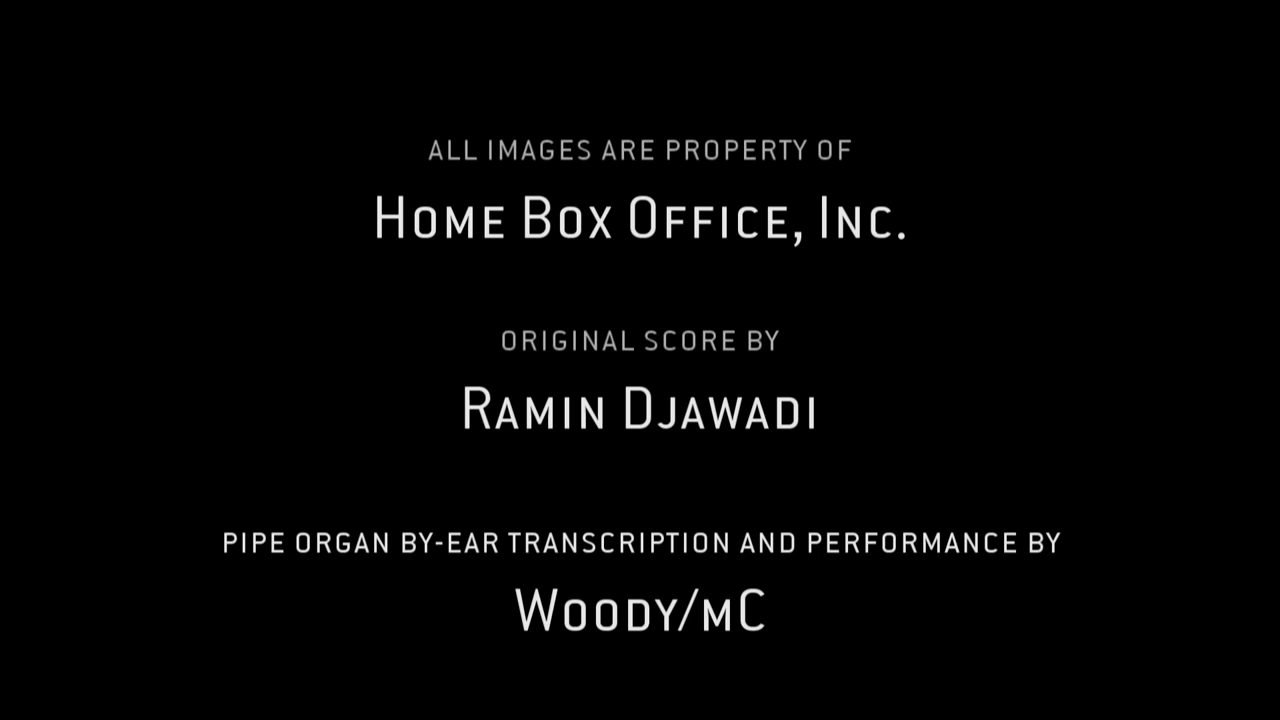 ALL IMAGES ARE PROPERTY OF
HOME BOX OFFICE, INC.
ORIGINAL SCORE BY
RAMIN DJAWADI
PIPE ORGAN BY-EAR TRANSCRIPTION AND PERFORMANCE BY
WOODY/MC